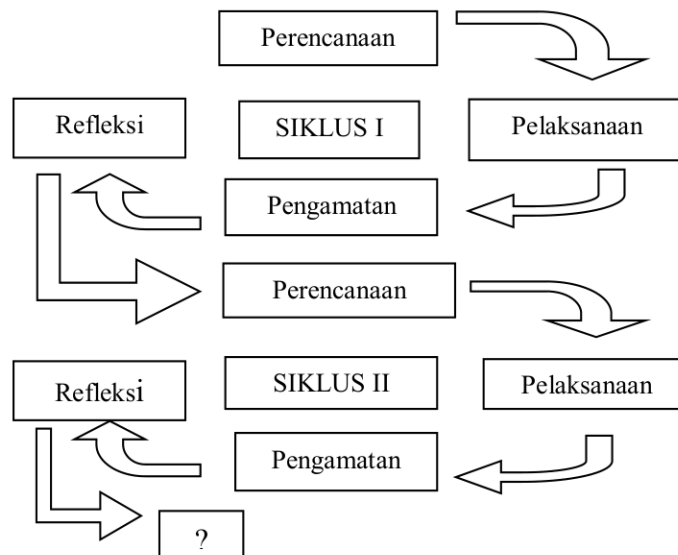 Perencanaan
Refleksi
SIKLUS I
Pelaksanaan
Pengamatan
Perencanaan
Refleksi
SIKLUS II
Pelaksanaan
Pengamatan
?